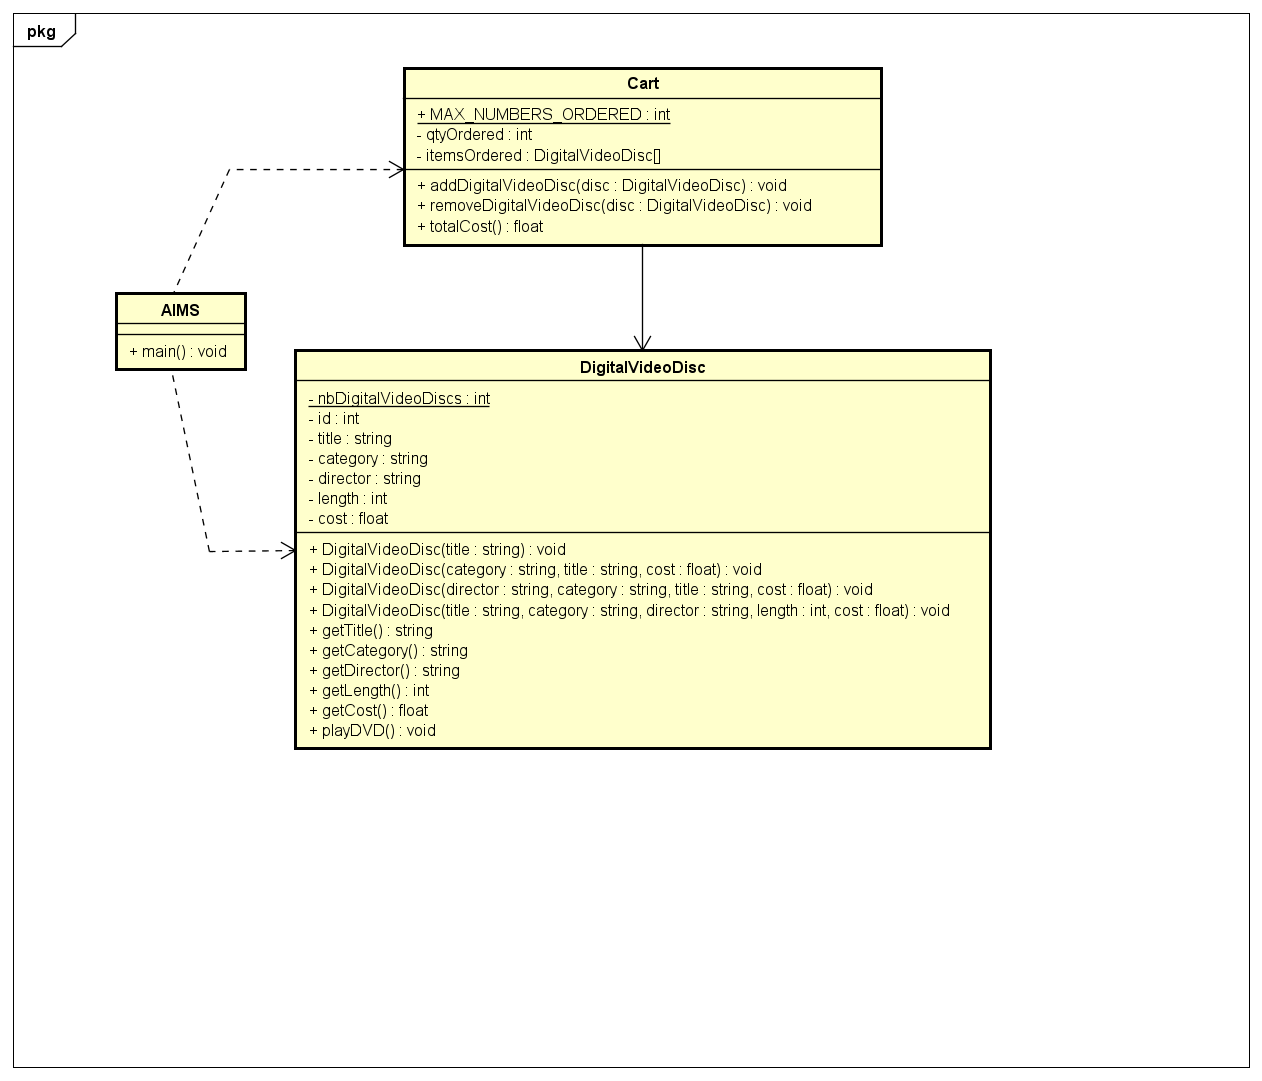 pkg
Cart
+ MAX_NUMBERS_ORDERED : int
- qtyOrdered : int
- itemsOrdered : DigitalVideoDisc[]
+ addDigitalVideoDisc(disc : DigitalVideoDisc) : void
+ removeDigitalVideoDisc(disc : DigitalVideoDisc) : void
+ totalCost() : float
AIMS
+ main() : void
DigitalVideoDisc
- nbDigitalVideoDiscs : int
- id : int
- title : string
- category : string
- director : string
- length : int
- cost : float
+ DigitalVideoDisc(title : string) : void
+ DigitalVideoDisc(category : string, title : string, cost : float) : void
+ DigitalVideoDisc(director : string, category : string, title : string, cost : float) : void
+ DigitalVideoDisc(title : string, category : string, director : string, length : int, cost : float) : void
+ getTitle() : string
+ getCategory() : string
+ getDirector() : string
+ getLength() : int
+ getCost() : float
+ playDVD() : void